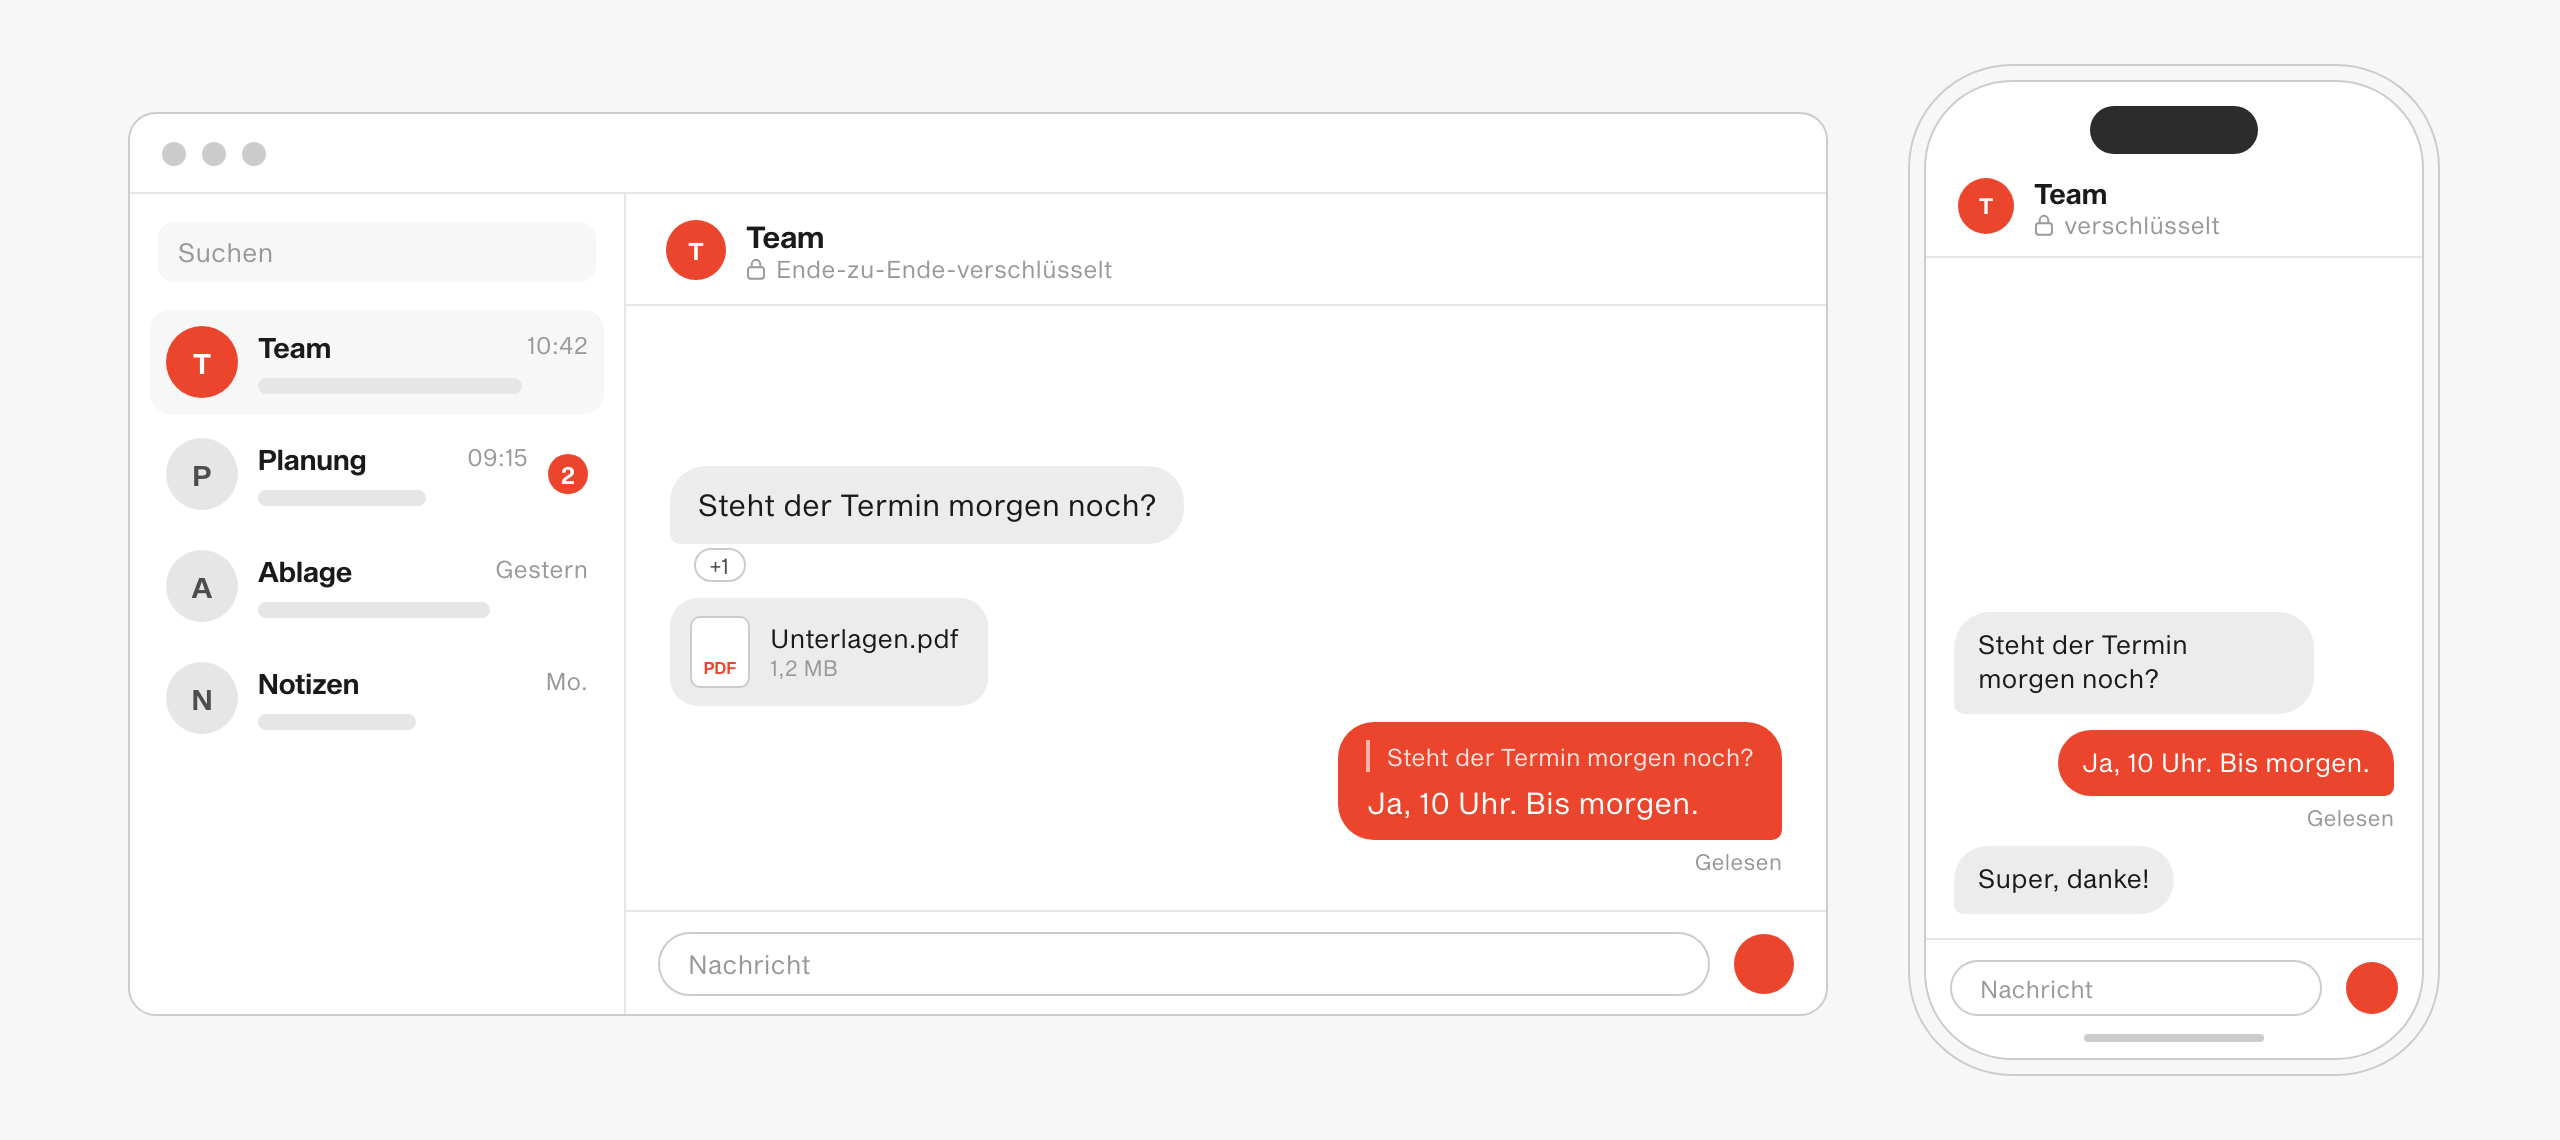 Suchen
T
Team
10:42
P
Planung
09:15
2
A
Ablage
Gestern
N
Notizen
Mo.
T
Team
Ende-zu-Ende-verschlüsselt
Steht der Termin morgen noch?
+1
PDF
Unterlagen.pdf
1,2 MB
Steht der Termin morgen noch?
Ja, 10 Uhr. Bis morgen.
Gelesen
Nachricht
T
Team
verschlüsselt
Steht der Termin
morgen noch?
Ja, 10 Uhr. Bis morgen.
Gelesen
Super, danke!
Nachricht